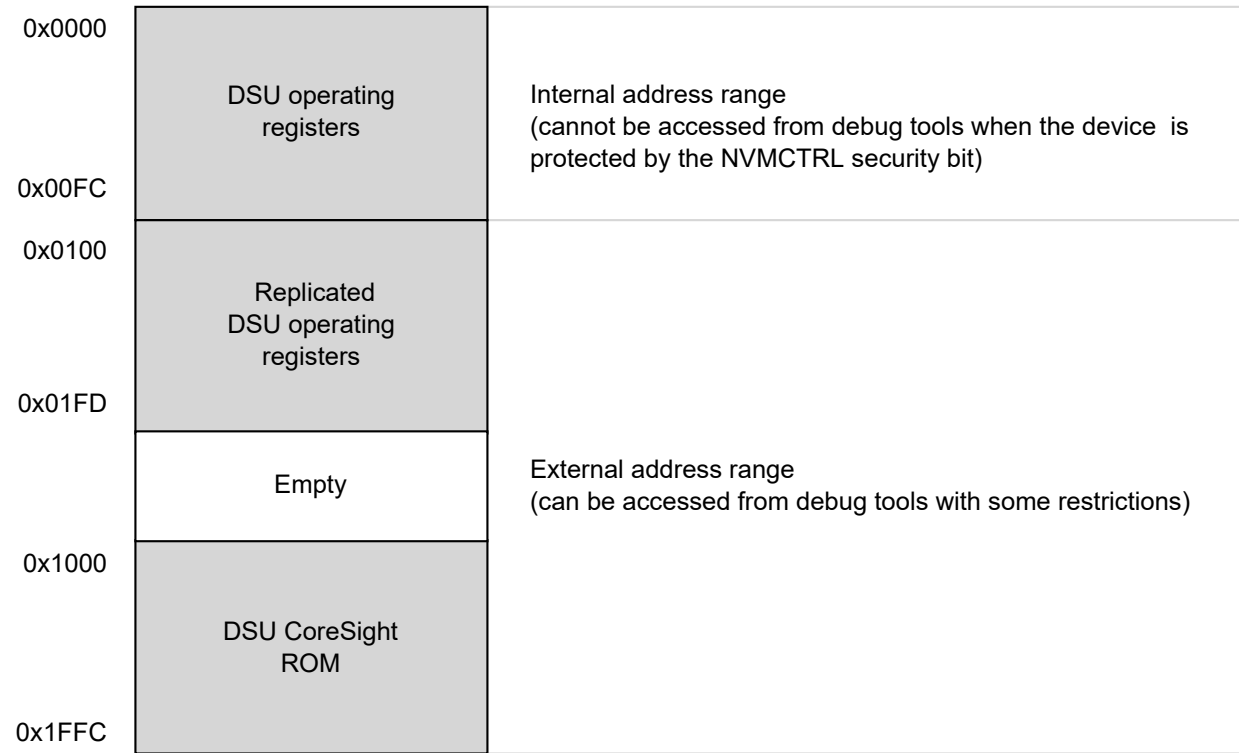 0x0000
DSU operating
registers
Internal address range
(cannot be accessed from debug tools when the device is
protected by the NVMCTRL security bit)
0x00FC
0x0100
Replicated
DSU operating
registers
0x01FD
Empty
External address range
(can be accessed from debug tools with some restrictions)
0x1000
DSU CoreSight
ROM
0x1FFC